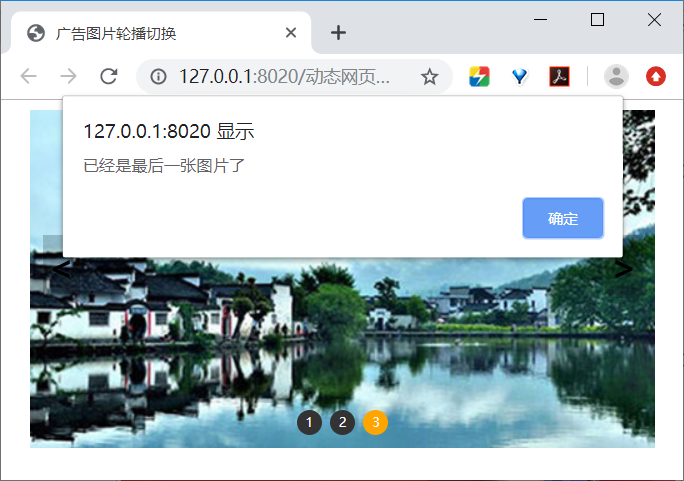 广告图片轮播切换
127.0.0.1:8020/动态网页...
127.0.0.1:8020 显示
已经是最后一张图片了
确定
< >
1 2 3